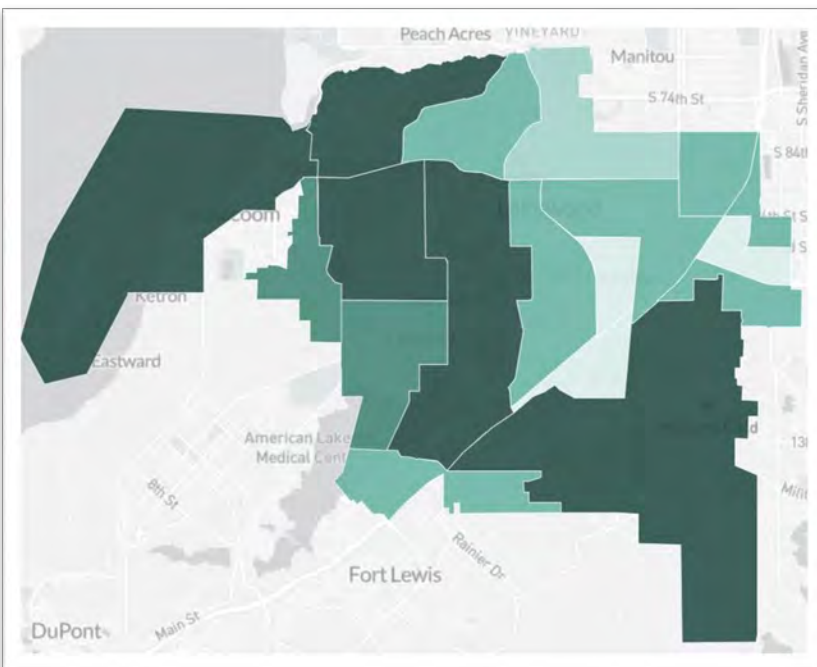 Peach Acres
VINEYARD
Manitou
S Sheridan Ave
S 74th St
S 84th
Ketron
Eastward
American Lake
Medical Cent
8th St
Rainier Dr
Fort Lewis
Main St
DuPont